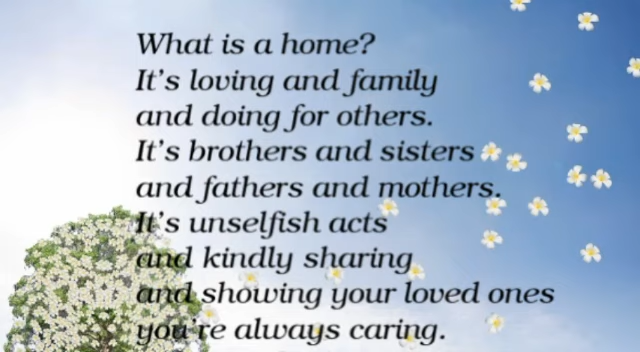 What is a home?
It's loving and family
and doing for others.
It's brothers and sisters
and fathers and mothers.
It's unselfish acts
and kindly sharing
and showing your loved ones
you're always caring.